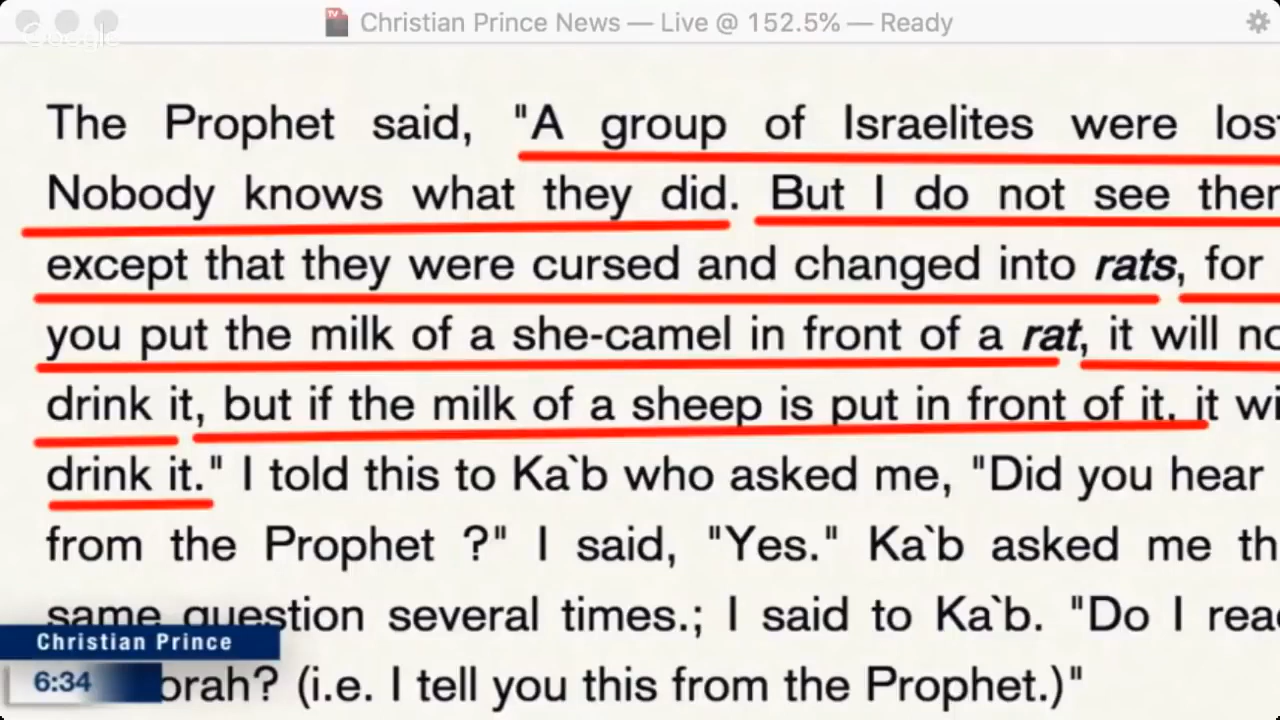 Christian Prince News — Live @ 152.5% — Ready
Google
The Prophet said, "A group of Israelites were
Nobody knows what they did. But I do not see
except that they were cursed and changed into rats, for
you put the milk of a she-camel in front of a rat, it will
drink it, but if the milk of a sheep is put in front of it, it
drink it." I told this to Ka`b who asked me, "Did you hear
from the Prophet ?" I said, "Yes." Ka`b asked me
same question several times.; I said to Ka`b. "Do I
(i.e. I tell you this from the Prophet.)"
Christian Prince
6:34